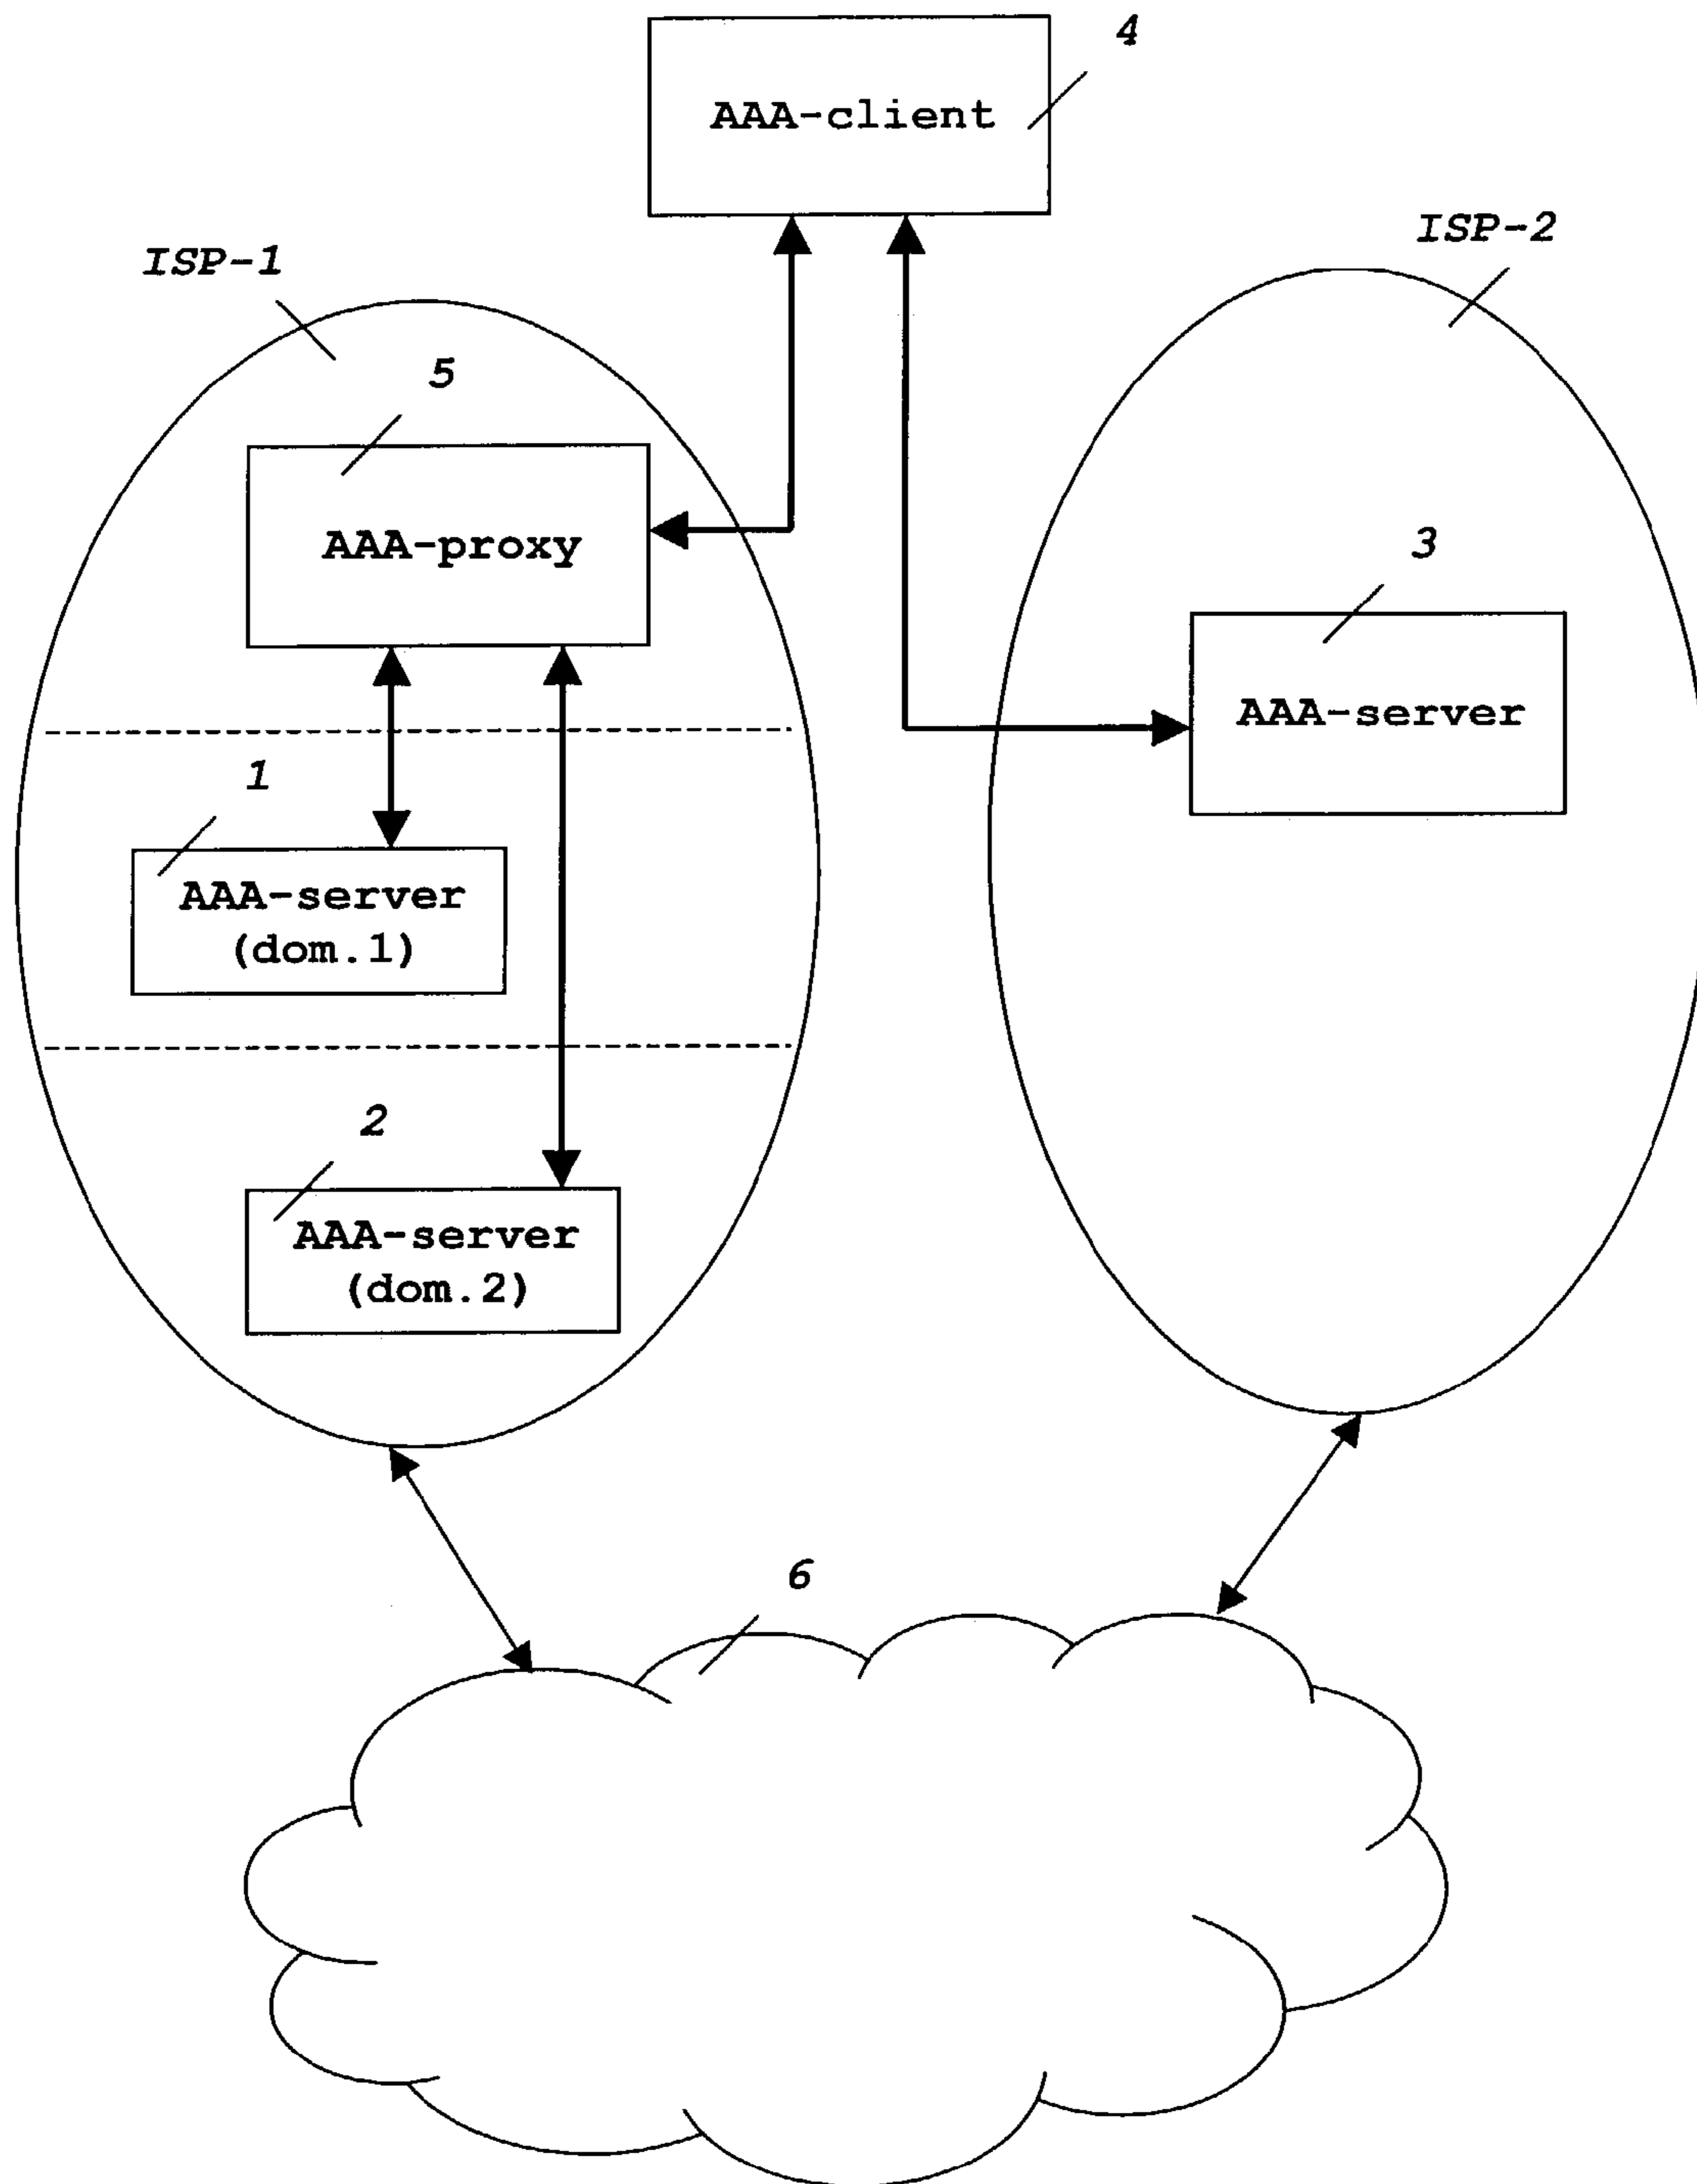 4
AAA-client
ISP-1
ISP-2
5
AAA-proxy
3
AAA-server
1
AAA-server
(dom.1)
2
AAA-server
(dom.2)
6